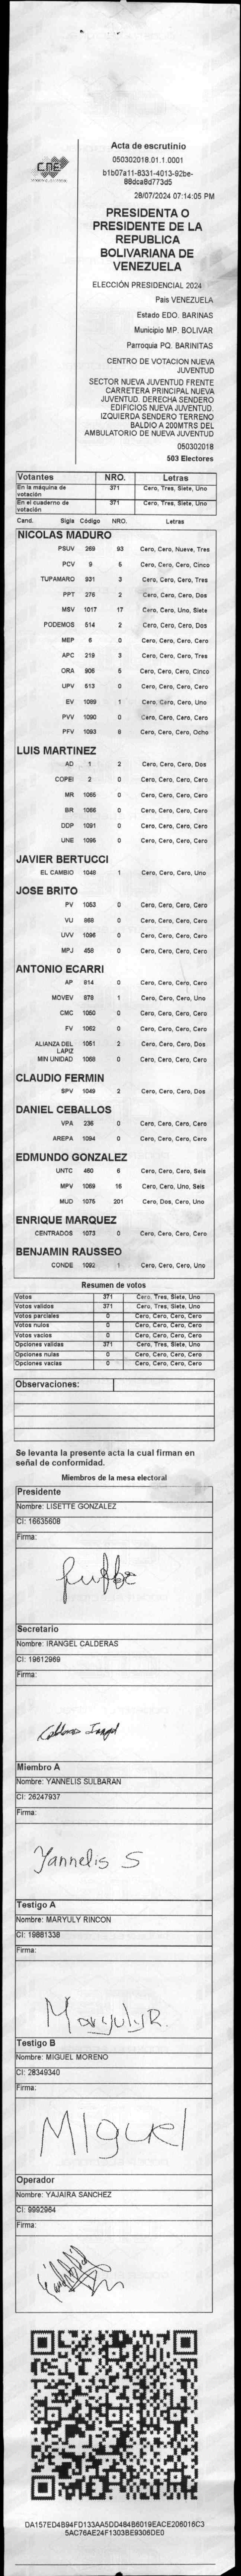 CNE
Acta de escrutinio
050302018.01.1.0001
b1b07a11-8331-4013-92be-
88dca8d773d5
28/07/2024 07:14:05 PM
PRESIDENTA O
PRESIDENTE DE LA
REPUBLICA
BOLIVARIANA DE
VENEZUELA
ELECCIÓN PRESIDENCIAL 2024
Pais VENEZUELA
Estado EDO. BARINAS
Municipio MP. BOLIVAR
Parroquia PQ. BARINITAS
CENTRO DE VOTACION NUEVA
JUVENTUD
SECTOR NUEVA JUVENTUD FRENTE
CARRETERA PRINCIPAL NUEVA
JUVENTUD. DERECHA SENDERO
EDIFICIOS NUEVA JUVENTUD.
IZQUIERDA SENDERO TERRENO
BALDIO A 200MTRS DEL
AMBULATORIO DE NUEVA JUVENTUD
050302018
503 Electores
Votantes NRO. Letras
En la máquina de votación 371 Cero, Tres, Siete, Uno
En el cuaderno de votación 371 Cero, Tres, Siete, Uno
Cand. Sigla Código NRO. Letras
NICOLAS MADURO
PSUV 269 93 Cero, Cero, Nueve, Tres
PCV 9 5 Cero, Cero, Cero, Cinco
TUPAMARO 931 3 Cero, Cero, Cero, Tres
PPT 276 2 Cero, Cero, Cero, Dos
MSV 1017 17 Cero, Cero, Uno, Siete
PODEMOS 514 2 Cero, Cero, Cero, Dos
MEP 6 0 Cero, Cero, Cero, Cero
APC 219 3 Cero, Cero, Cero, Tres
ORA 906 5 Cero, Cero, Cero, Cinco
UPV 513 0 Cero, Cero, Cero, Cero
EV 1089 1 Cero, Cero, Cero, Uno
PVV 1090 0 Cero, Cero, Cero, Cero
PFV 1093 8 Cero, Cero, Cero, Ocho
LUIS MARTINEZ
AD 1 2 Cero, Cero, Cero, Dos
COPEI 2 0 Cero, Cero, Cero, Cero
MR 1065 0 Cero, Cero, Cero, Cero
BR 1066 0 Cero, Cero, Cero, Cero
DDP 1091 0 Cero, Cero, Cero, Cero
UNE 1095 0 Cero, Cero, Cero, Cero
JAVIER BERTUCCI
EL CAMBIO 1048 1 Cero, Cero, Cero, Uno
JOSE BRITO
PV 1053 0 Cero, Cero, Cero, Cero
VU 868 0 Cero, Cero, Cero, Cero
UVV 1096 0 Cero, Cero, Cero, Cero
MPJ 458 0 Cero, Cero, Cero, Cero
ANTONIO ECARRI
AP 814 0 Cero, Cero, Cero, Cero
MOVEV 878 1 Cero, Cero, Cero, Uno
CMC 1050 0 Cero, Cero, Cero, Cero
FV 1062 0 Cero, Cero, Cero, Cero
ALIANZA DEL LAPIZ 1051 2 Cero, Cero, Cero, Dos
MIN UNIDAD 1068 0 Cero, Cero, Cero, Cero
CLAUDIO FERMIN
SPV 1049 2 Cero, Cero, Cero, Dos
DANIEL CEBALLOS
VPA 236 0 Cero, Cero, Cero, Cero
AREPA 1094 0 Cero, Cero, Cero, Cero
EDMUNDO GONZALEZ
UNTC 460 6 Cero, Cero, Cero, Seis
MPV 1069 16 Cero, Cero, Uno, Seis
MUD 1075 201 Cero, Dos, Cero, Uno
ENRIQUE MARQUEZ
CENTRADOS 1073 0 Cero, Cero, Cero, Cero
BENJAMIN RAUSSEO
CONDE 1092 1 Cero, Cero, Cero, Uno
Resumen de votos
Votos 371 Cero, Tres, Siete, Uno
Votos validos 371 Cero, Tres, Siete, Uno
Votos parciales 0 Cero, Cero, Cero, Cero
Votos nulos 0 Cero, Cero, Cero, Cero
Votos vacios 0 Cero, Cero, Cero, Cero
Opciones validas 371 Cero, Tres, Siete, Uno
Opciones nulas 0 Cero, Cero, Cero, Cero
Opciones vacias 0 Cero, Cero, Cero, Cero
Observaciones:
Se levanta la presente acta la cual firman en
señal de conformidad.
Miembros de la mesa electoral
Presidente
Nombre: LISETTE GONZALEZ
CI: 16635608
Firma:
Secretario
Nombre: IRANGEL CALDERAS
CI: 19612969
Firma:
Calderas Irangel
Miembro A
Nombre: YANNELIS SULBARAN
CI: 26247937
Firma:
Yannelis S
Testigo A
Nombre: MARYULY RINCON
CI: 19881338
Firma:
Maryuly R.
Testigo B
Nombre: MIGUEL MORENO
CI: 28349340
Firma:
Miguel
Operador
Nombre: YAJAIRA SANCHEZ
CI: 9992964
Firma:
DA157ED4B94FD133AA5DD484B6019EACE206016C3
5AC76AE24F1303BE9306DE0